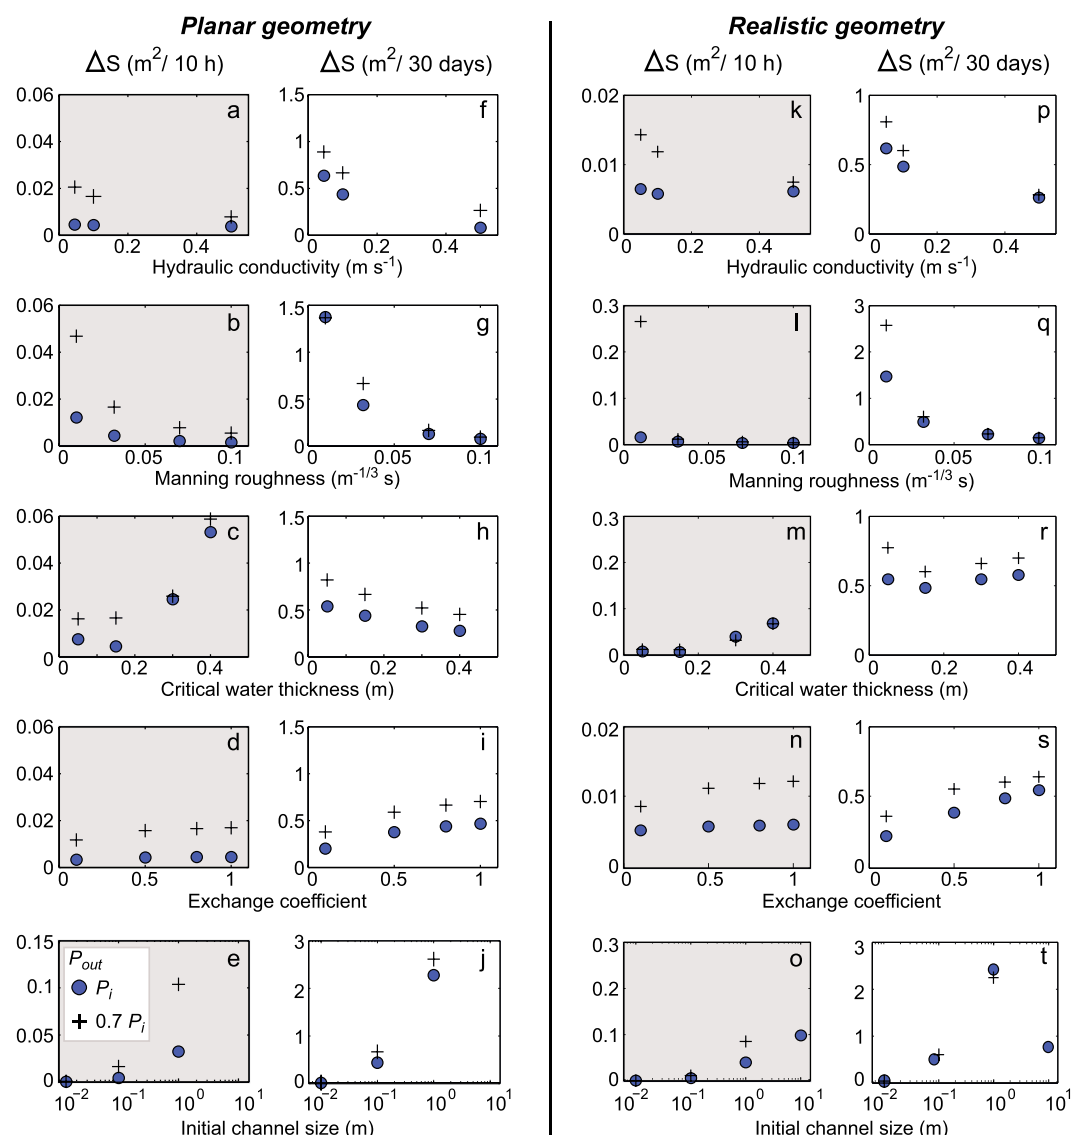 Planar geometry
Realistic geometry
ΔS (m²/ 10 h)
ΔS (m²/ 30 days)
ΔS (m²/ 10 h)
ΔS (m²/ 30 days)
0.06
0.04
0.02
0
a
0 0.2 0.4
1.5
1
0.5
0
f
0 0.2 0.4
Hydraulic conductivity (m s⁻¹)
0.02
0.01
0
k
0 0.2 0.4
1
0.5
0
p
0 0.2 0.4
Hydraulic conductivity (m s⁻¹)
0.06
0.04
0.02
0
b
0 0.05 0.1
1.5
1
0.5
0
g
0 0.05 0.1
Manning roughness (m⁻¹/³ s)
0.3
0.2
0.1
0
l
0 0.05 0.1
3
2
1
0
q
0 0.05 0.1
Manning roughness (m⁻¹/³ s)
0.06
0.04
0.02
0
c
0 0.2 0.4
1.5
1
0.5
0
h
0 0.2 0.4
Critical water thickness (m)
0.3
0.2
0.1
0
m
0 0.2 0.4
1
0.5
0
r
0 0.2 0.4
Critical water thickness (m)
0.06
0.04
0.02
0
d
0 0.5 1
1.5
1
0.5
0
i
0 0.5 1
Exchange coefficient
0.02
0.01
0
n
0 0.5 1
1
0.5
0
s
0 0.5 1
Exchange coefficient
0.15
0.1
0.05
0
e
P_out
P_i
0.7 P_i
10⁻² 10⁻¹ 10⁰ 10¹
3
2
1
0
j
10⁻² 10⁻¹ 10⁰ 10¹
Initial channel size (m)
0.3
0.2
0.1
0
o
10⁻² 10⁻¹ 10⁰ 10¹
3
2
1
0
t
10⁻² 10⁻¹ 10⁰ 10¹
Initial channel size (m)